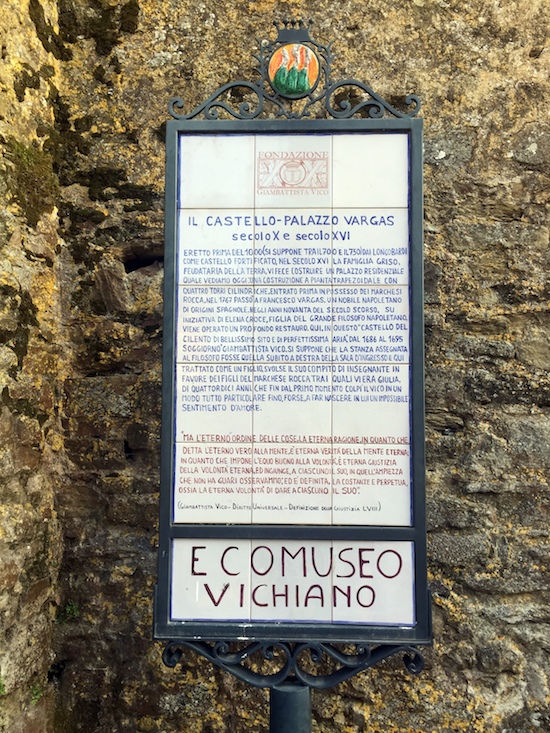 FONDAZIONE
GIAMBATTISTA VICO
IL CASTELLO-PALAZZO VARGAS
secolo X e secolo XVI
ERETTO PRIMA DEL 1000 (SI SUPPONE TRA IL 700 E IL 750) DAI LONGOBARDI
COME CASTELLO FORTIFICATO, NEL SECOLO XVI LA FAMIGLIA GRISO,
FEUDATARIA DELLA TERRA, VI FECE COSTRUIRE UN PALAZZO RESIDENZIALE
QUALE VEDIAMO OGGI, UNA COSTRUZIONE A PIANTA TRAPEZOIDALE CON
QUATTRO TORRI CILINDRICHE. ENTRATO PRIMA IN POSSESSO DEI MARCHESI
ROCCA, NEL 1767 PASSÒ A FRANCESCO VARGAS, UN NOBILE NAPOLETANO
DI ORIGINI SPAGNOLE. NEGLI ANNI NOVANTA DEL SECOLO SCORSO, SU
INIZIATIVA DI ELENA CROCE, FIGLIA DEL GRANDE FILOSOFO NAPOLETANO,
VIENE OPERATO UN PROFONDO RESTAURO. QUI, IN QUESTO "CASTELLO DEL
CILENTO DI BELLISSIMO SITO E DI PERFETTISSIMA ARIA" DAL 1686 AL 1695
SOGGIORNÒ GIAMBATTISTA VICO. SI SUPPONE CHE LA STANZA ASSEGNATA
AL FILOSOFO FOSSE QUELLA SUBITO A DESTRA DELLA SALA D'INGRESSO E QUI
TRATTATO COME UN FIGLIO, SVOLSE IL SUO COMPITO DI INSEGNANTE IN
FAVORE DEI FIGLI DEL MARCHESE ROCCA TRA I QUALI VI ERA GIULIA,
DI QUATTORDICI ANNI, CHE FIN DAL PRIMO MOMENTO COLPÌ IL VICO IN UN
MODO TUTTO PARTICOLARE FINO, FORSE, A FAR NASCERE IN LUI UN IMPOSSIBILE
SENTIMENTO D'AMORE.
"MA L'ETERNO ORDINE DELLE COSE, LA ETERNA RAGIONE, IN QUANTO CHE
DETTA L'ETERNO VERO ALLA MENTE, È ETERNA VERITÀ DELLA MENTE ETERNA;
IN QUANTO CHE IMPONE L'EQUO BUONO ALLA VOLONTÀ, È ETERNA GIUSTIZIA
DELLA VOLONTÀ ETERNA, ED INGIUNGE, A CIASCUNO IL SUO, IN QUELL'AMPIEZZA
CHE NON HA GUARI OSSERVAMMO; ED È DEFINITA, LA COSTANTE E PERPETUA,
OSSIA LA ETERNA VOLONTÀ DI DARE A CIASCUNO IL SUO".
(GIAMBATTISTA VICO - DIRITTO UNIVERSALE - DEFINIZIONE DELLA GIUSTIZIA LVIII)
ECOMUSEO
VICHIANO